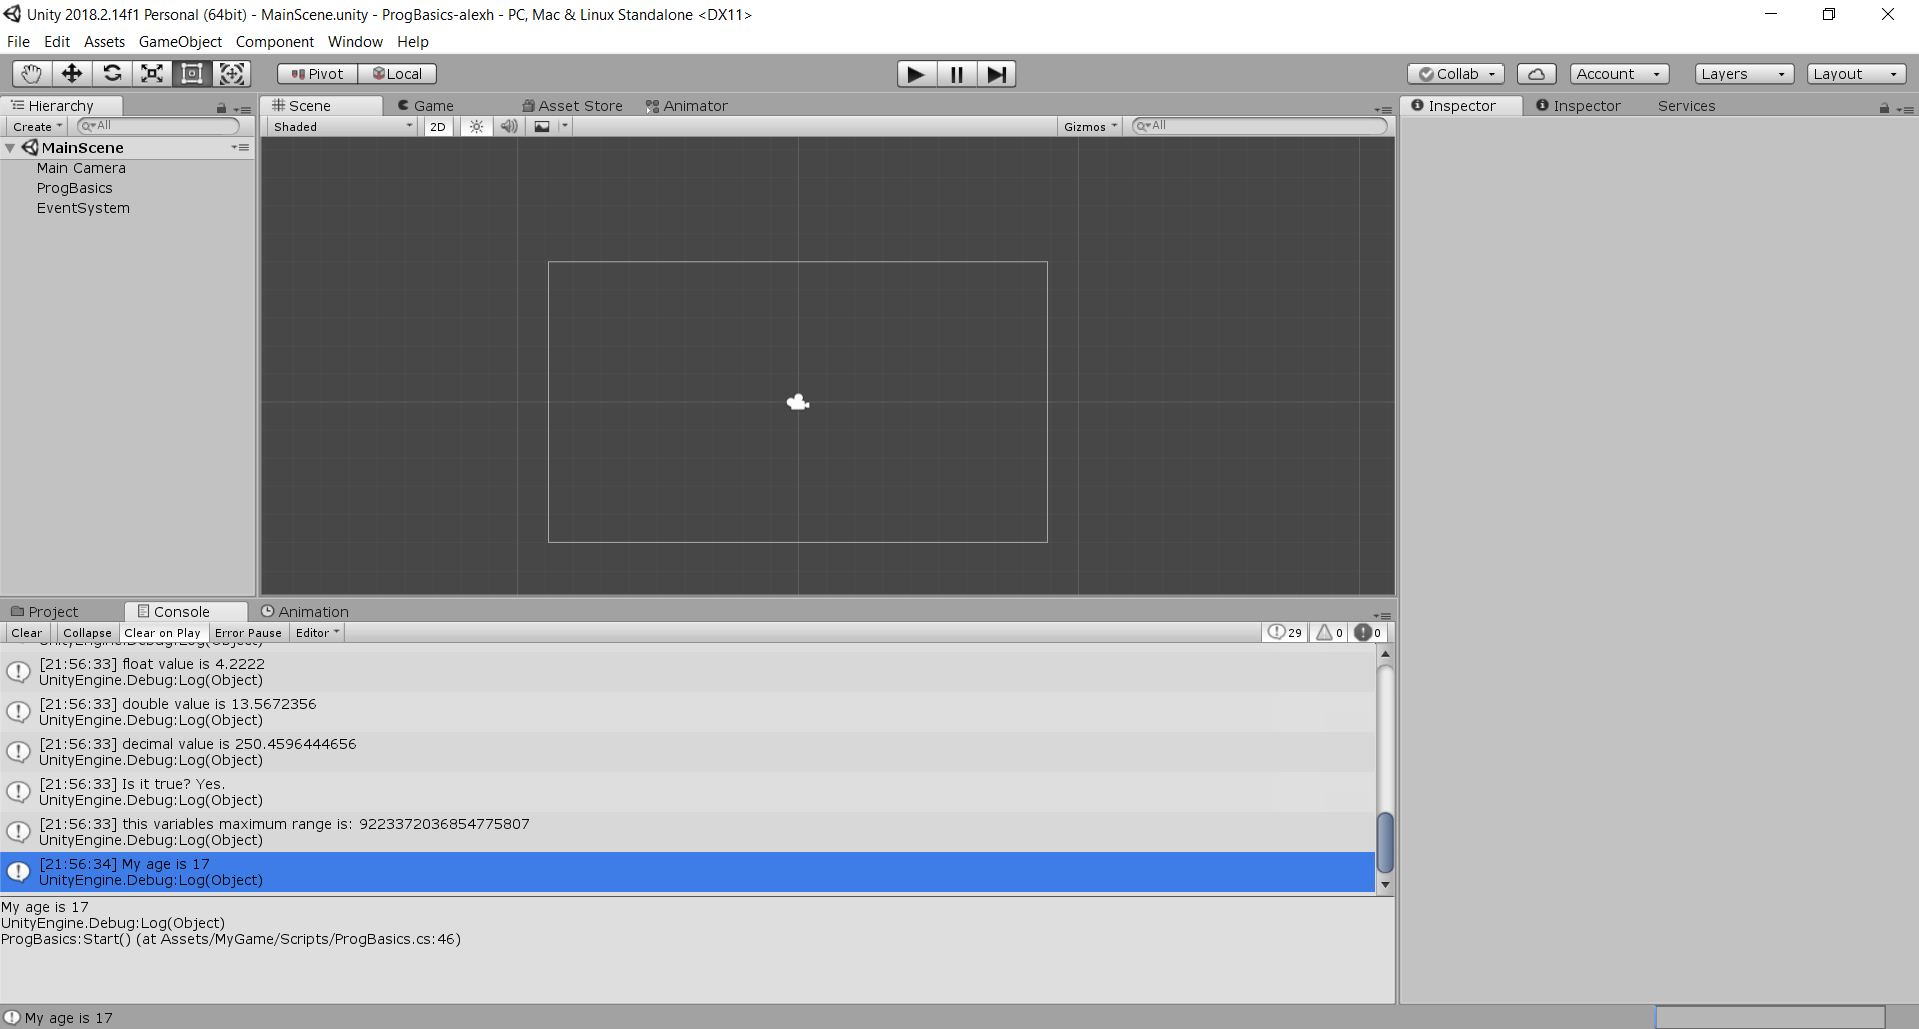 Unity 2018.2.14f1 Personal (64bit) - MainScene.unity - ProgBasics-alexh - PC, Mac & Linux Standalone <DX11>
File Edit Assets GameObject Component Window Help
Pivot Local Collab Account Layers Layout
Hierarchy Scene Game Asset Store Animator Inspector Inspector Services
Create All Shaded 2D Gizmos All
MainScene
Main Camera
ProgBasics
EventSystem
Project Console Animation
Clear Collapse Clear on Play Error Pause Editor 29 0 0
UnityEngine.Debug:Log(Object)
[21:56:33] float value is 4.2222
UnityEngine.Debug:Log(Object)
[21:56:33] double value is 13.5672356
UnityEngine.Debug:Log(Object)
[21:56:33] decimal value is 250.4596444656
UnityEngine.Debug:Log(Object)
[21:56:33] Is it true? Yes.
UnityEngine.Debug:Log(Object)
[21:56:33] this variables maximum range is: 9223372036854775807
UnityEngine.Debug:Log(Object)
[21:56:34] My age is 17
UnityEngine.Debug:Log(Object)
My age is 17
UnityEngine.Debug:Log(Object)
ProgBasics:Start() (at Assets/MyGame/Scripts/ProgBasics.cs:46)
My age is 17